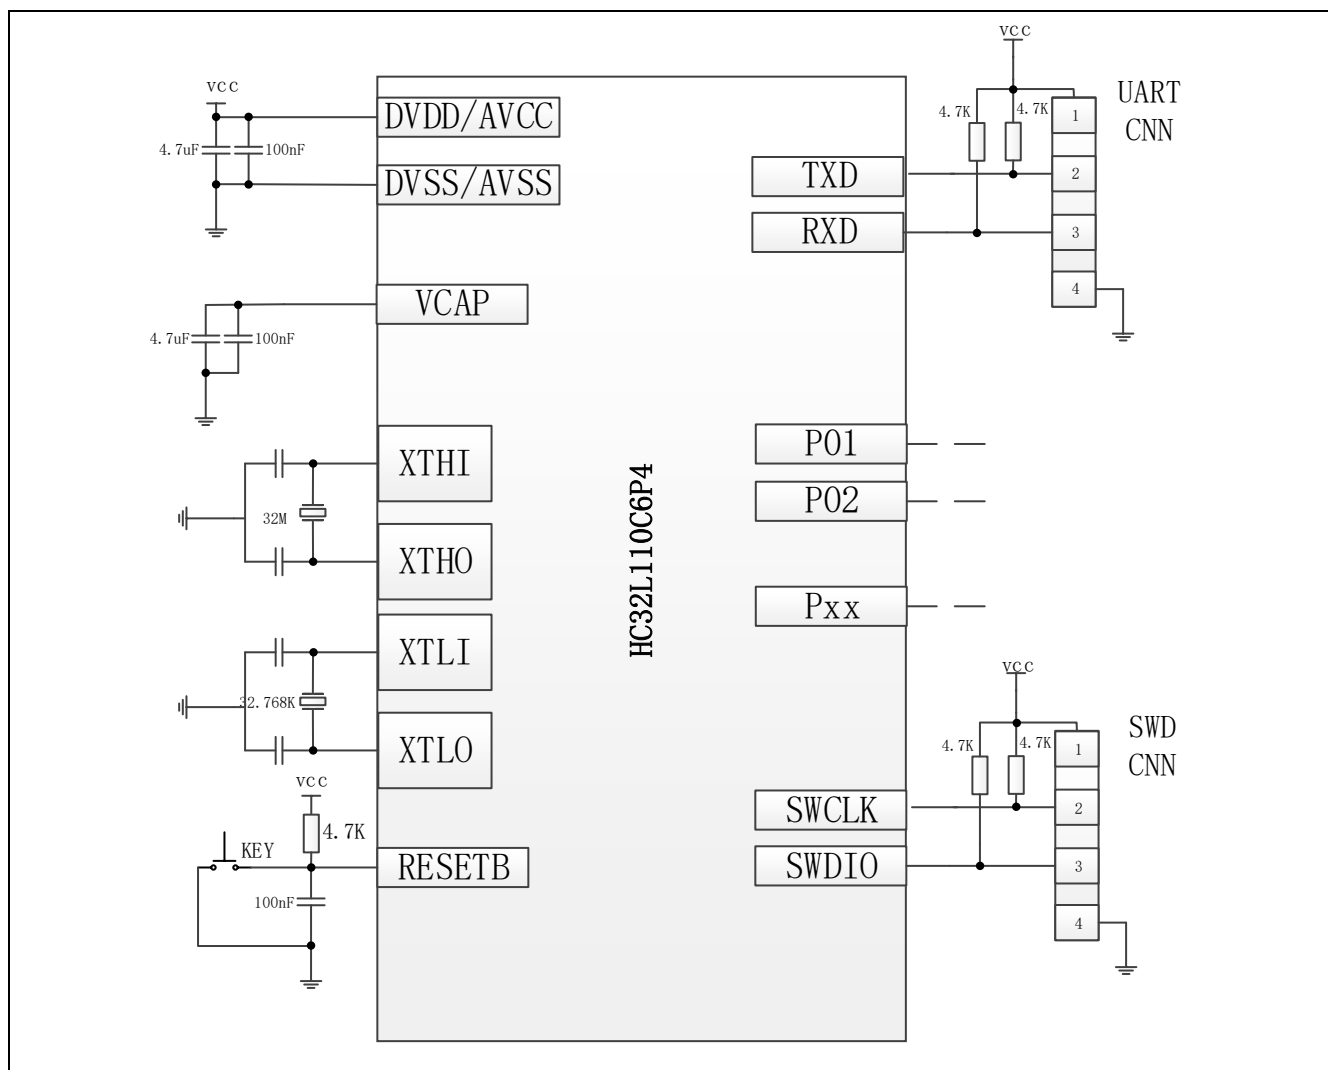 VCC
DVDD/AVCC
4.7uF
100nF
DVSS/AVSS
VCAP
4.7uF
100nF
XTHI
32M
XTHO
XTLI
32.768K
XTLO
VCC
4.7K
KEY
RESETB
100nF
HC32L110C6P4
VCC
UART
CNN
4.7K
4.7K
1
TXD
2
RXD
3
4
P01
P02
Pxx
VCC
SWD
CNN
4.7K
4.7K
1
SWCLK
2
SWDIO
3
4